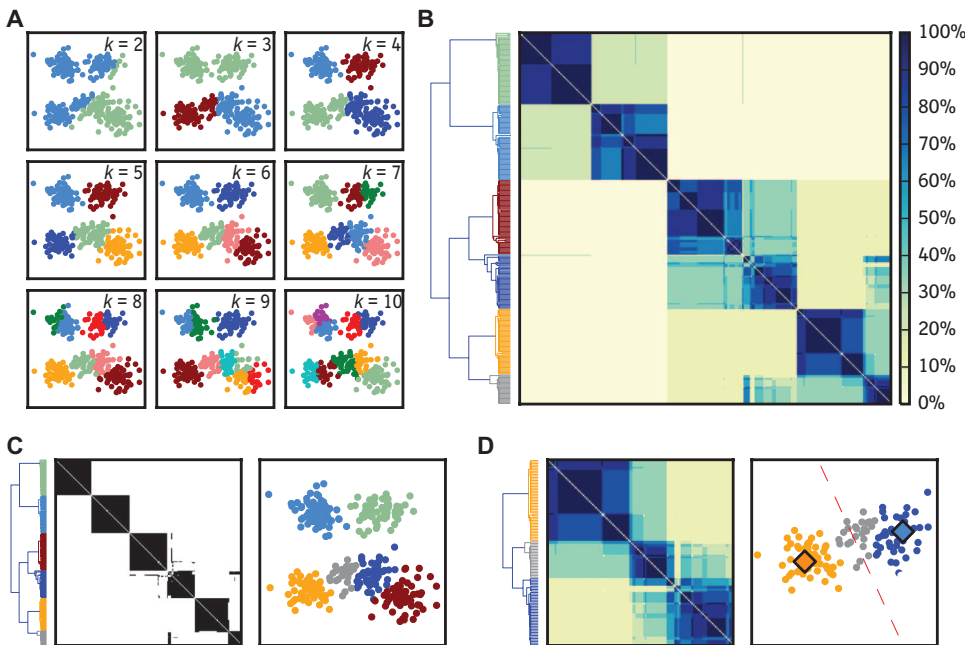 A
k = 2
k = 3
k = 4
k = 5
k = 6
k = 7
k = 8
k = 9
k = 10
B
100%
90%
80%
70%
60%
50%
40%
30%
20%
10%
0%
C
D